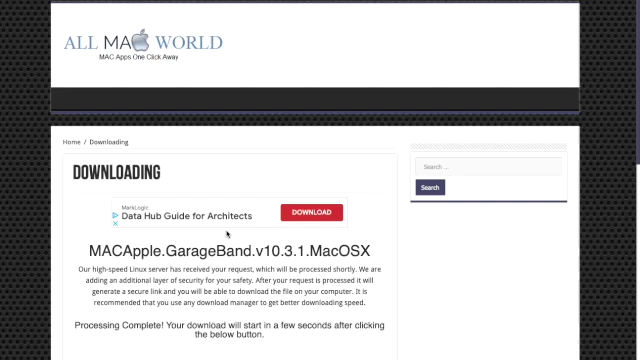 ALL MAC WORLD
MAC Apps One Click Away
Home / Downloading
DOWNLOADING
MarkLogic
Data Hub Guide for Architects
DOWNLOAD
MACApple.GarageBand.v10.3.1.MacOSX
Our high-speed Linux server has received your request, which will be processed shortly. We are
adding an additional layer of security for your safety. After your request is processed it will
generate a secure link and you will be able to download the file on your computer. It is
recommended that you use any download manager to get better downloading speed.
Processing Complete! Your download will start in a few seconds after clicking
the below button.
Search ...
Search